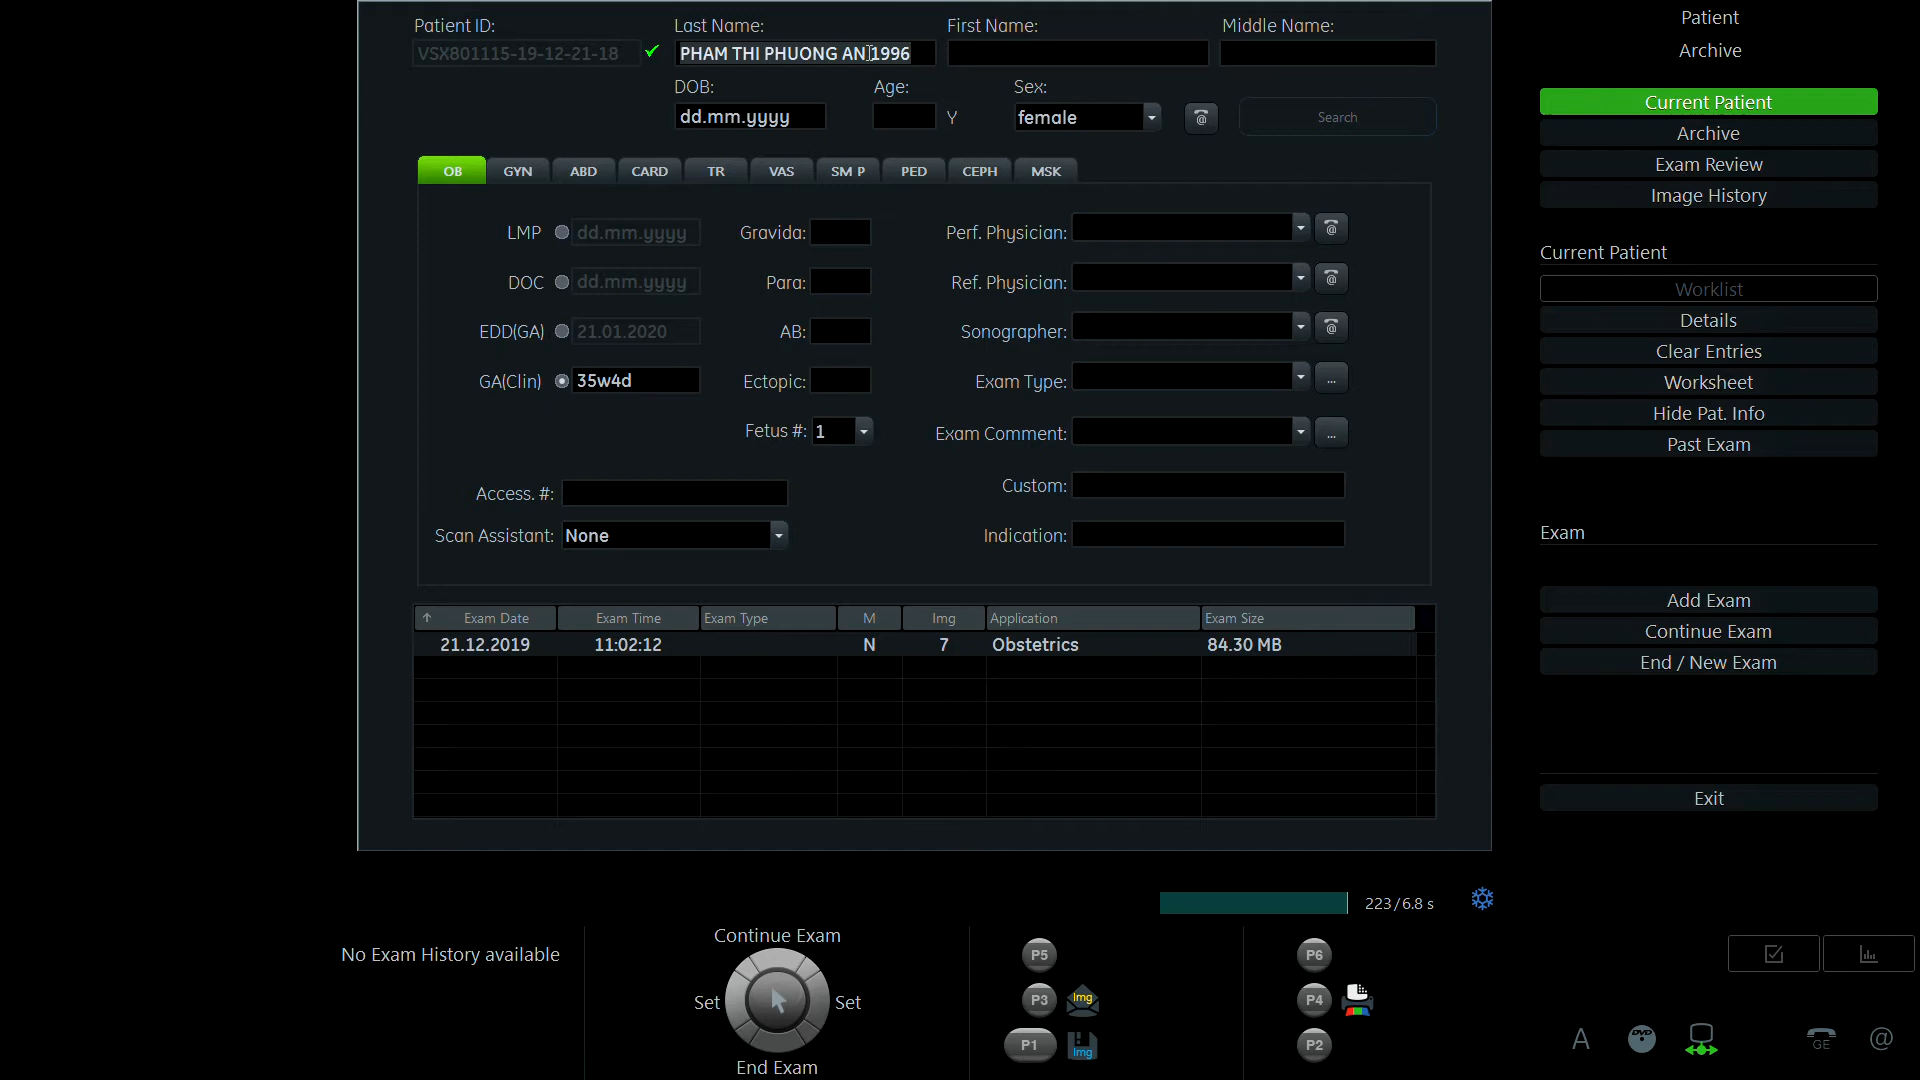 Patient ID: Last Name: First Name: Middle Name:
VSX801115-19-12-21-18 PHAM THI PHUONG AN 1996
DOB: Age: Sex:
dd.mm.yyyy Y female @ Search
OB GYN ABD CARD TR VAS SM P PED CEPH MSK
LMP dd.mm.yyyy Gravida: Perf. Physician: @
DOC dd.mm.yyyy Para: Ref. Physician: @
EDD(GA) 21.01.2020 AB: Sonographer: @
GA(Clin) 35w4d Ectopic: Exam Type: ...
Fetus #: 1 Exam Comment: ...
Access. #: Custom:
Scan Assistant: None Indication:
Exam Date Exam Time Exam Type M Img Application Exam Size
21.12.2019 11:02:12 N 7 Obstetrics 84.30 MB
Patient
Archive
Current Patient
Archive
Exam Review
Image History
Current Patient
Worklist
Details
Clear Entries
Worksheet
Hide Pat. Info
Past Exam
Exam
Add Exam
Continue Exam
End / New Exam
Exit
223/6.8 s
No Exam History available
Continue Exam
Set Set
End Exam
P5 P6
P3 Img P4
P1 Img P2
A DVD GE @